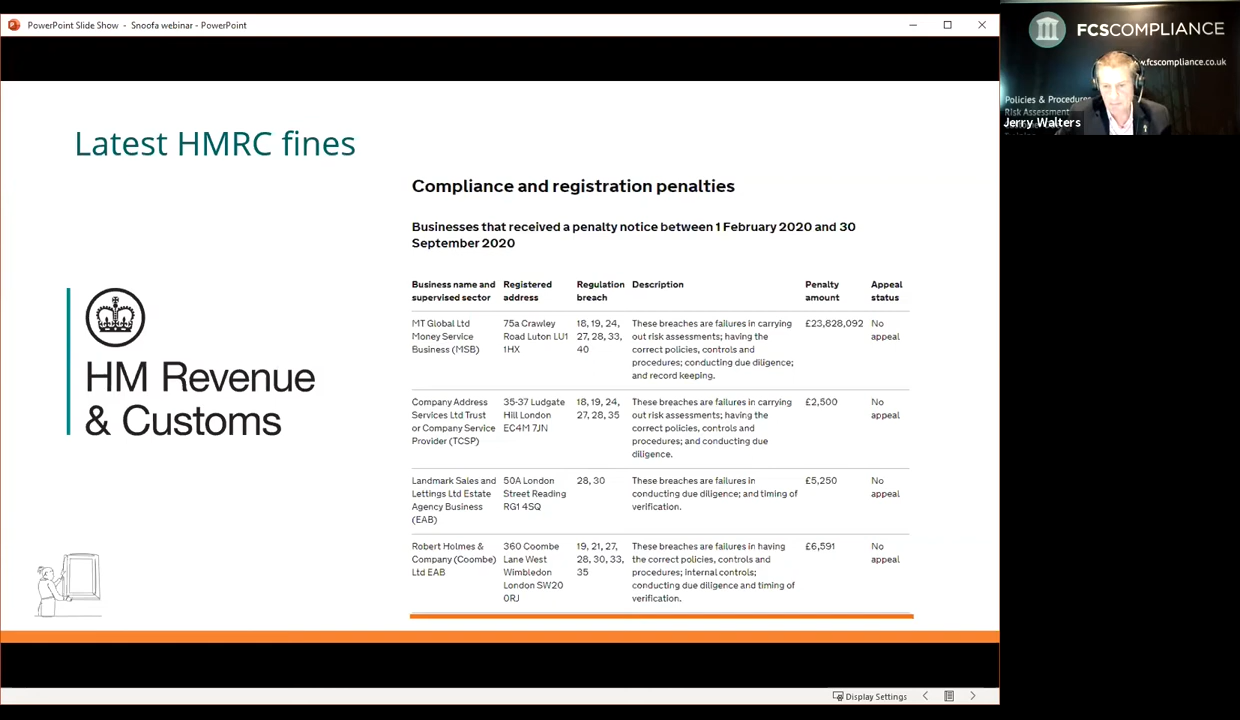 PowerPoint Slide Show - Snoofa webinar - PowerPoint
FCSCOMPLIANCE
w.fcscompliance.co.uk
Policies & Procedures
Risk Assessment
Jerry Walters
Latest HMRC fines
Compliance and registration penalties
Businesses that received a penalty notice between 1 February 2020 and 30
September 2020
Business name and supervised sector
Registered address
Regulation breach
Description
Penalty amount
Appeal status
MT Global Ltd
Money Service
Business (MSB)
75a Crawley
Road Luton LU1
1HX
18, 19, 24,
27, 28, 33,
40
These breaches are failures in carrying
out risk assessments; having the
correct policies, controls and
procedures; conducting due diligence;
and record keeping.
£23,828,092
No
appeal
Company Address
Services Ltd Trust
or Company Service
Provider (TCSP)
35-37 Ludgate
Hill London
EC4M 7JN
18, 19, 24,
27, 28, 35
These breaches are failures in carrying
out risk assessments; having the
correct policies, controls and
procedures; and conducting due
diligence.
£2,500
No
appeal
Landmark Sales and
Lettings Ltd Estate
Agency Business
(EAB)
50A London
Street Reading
RG1 4SQ
28, 30
These breaches are failures in
conducting due diligence; and timing of
verification.
£5,250
No
appeal
Robert Holmes &
Company (Coombe)
Ltd EAB
360 Coombe
Lane West
Wimbledon
London SW20
0RJ
19, 21, 27,
28, 30, 33,
35
These breaches are failures in having
the correct policies, controls and
procedures; internal controls;
conducting due diligence and timing of
verification.
£6,591
No
appeal
HM Revenue
& Customs
Display Settings